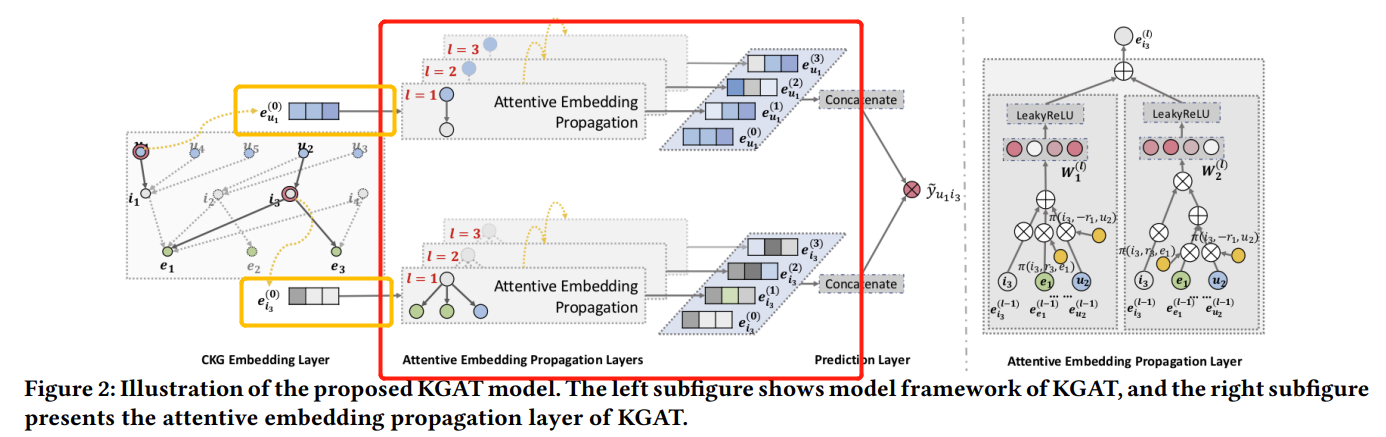 l = 3
l = 2
l = 1
Attentive Embedding
Propagation
e_{u_1}^{(0)}
e_{u_1}^{(3)}
e_{u_1}^{(2)}
e_{u_1}^{(1)}
e_{u_1}^{(0)}
Concatenate
u_4 u_5 u_2 u_3
i_1 i_2 i_3 i_4
e_1 e_2 e_3
ỹ_{u_1 i_3}
l = 3
l = 2
l = 1
Attentive Embedding
Propagation
e_{i_3}^{(0)}
e_{i_3}^{(3)}
e_{i_3}^{(2)}
e_{i_3}^{(1)}
e_{i_3}^{(0)}
Concatenate
CKG Embedding Layer Attentive Embedding Propagation Layers Prediction Layer
e_{i_3}^{(l)}
LeakyReLU LeakyReLU
W_1^{(l)} W_2^{(l)}
π(i_3, −r_1, u_2) π(i_3, −r_1, u_2)
π(i_3, r_3, e_1) π(i_3, r_3, e_1)
i_3 e_1 u_2 i_3 e_1 u_2
e_{i_3}^{(l−1)} e_{e_1}^{(l−1)} ... ... e_{u_2}^{(l−1)} e_{i_3}^{(l−1)} e_{e_1}^{(l−1)} ... ... e_{u_2}^{(l−1)}
Attentive Embedding Propagation Layer
Figure 2: Illustration of the proposed KGAT model. The left subfigure shows model framework of KGAT, and the right subfigure
presents the attentive embedding propagation layer of KGAT.